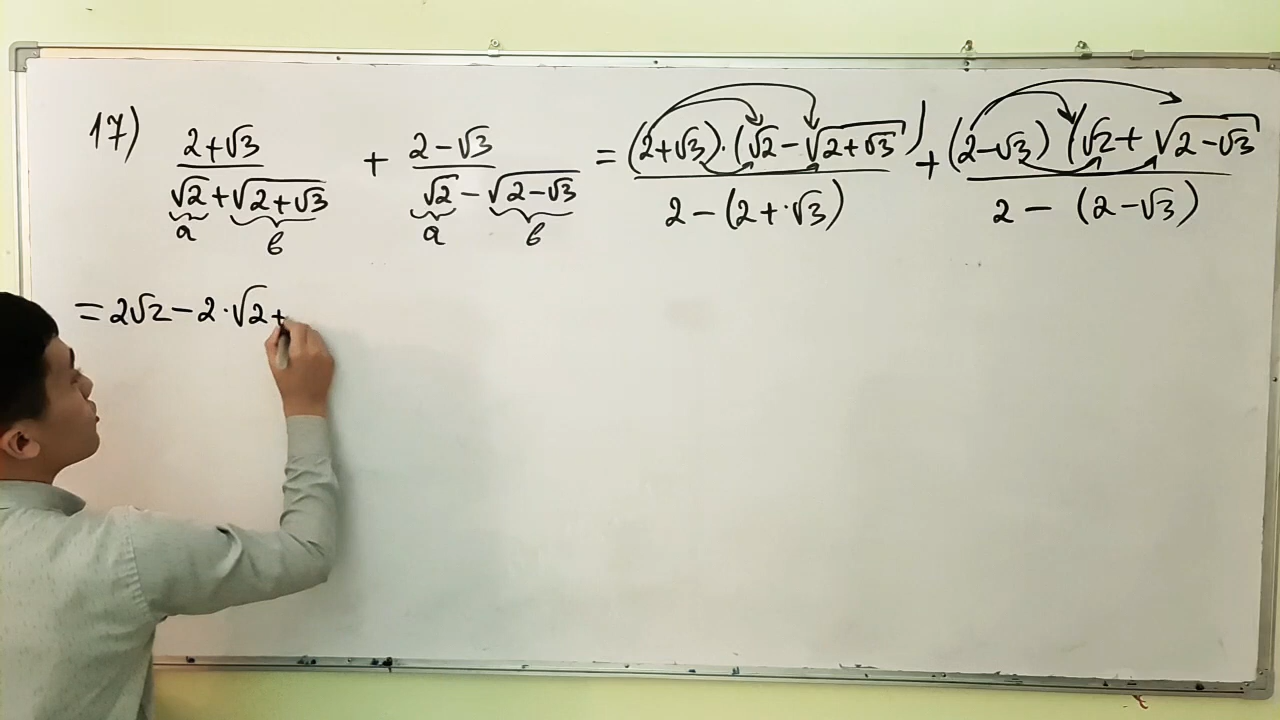 17) (2+√3)/(√2+√(2+√3)) + (2-√3)/(√2-√(2-√3)) = ((2+√3)·(√2-√(2+√3)))/(2-(2+·√3)) + ((2-√3)(√2+√(2-√3)))/(2-(2-√3))
a b a b
=2√2-2·√2+